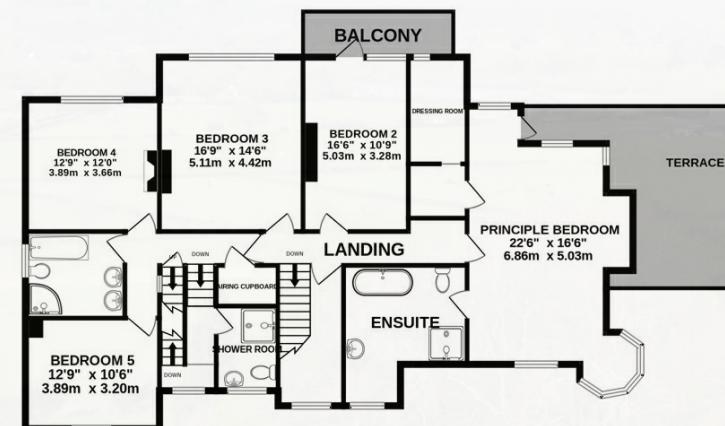 BALCONY
DRESSING ROOM
BEDROOM 3
16'9" x 14'6"
5.11m x 4.42m
BEDROOM 2
16'6" x 10'9"
5.03m x 3.28m
BEDROOM 4
12'9" x 12'0"
3.89m x 3.66m
TERRACE
PRINCIPLE BEDROOM
22'6" x 16'6"
6.86m x 5.03m
DOWN
DOWN
LANDING
AIRING CUPBOARD
ENSUITE
SHOWER ROOM
BEDROOM 5
12'9" x 10'6"
3.89m x 3.20m
DOWN